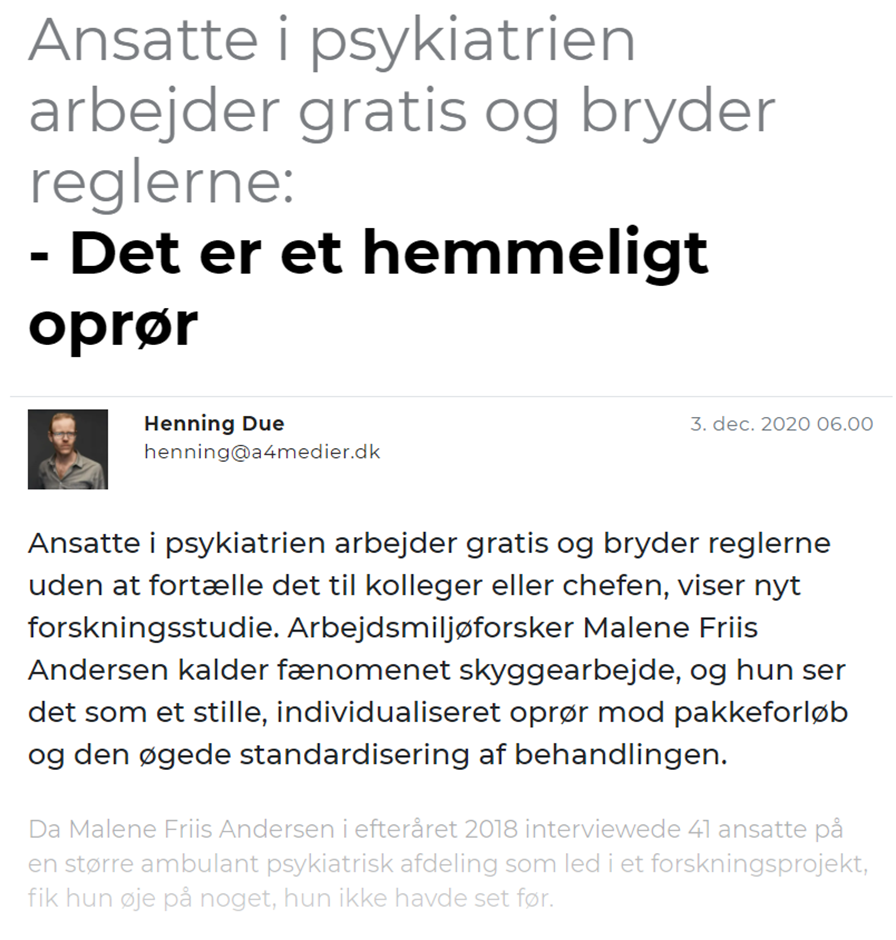 Ansatte i psykiatrien
arbejder gratis og bryder
reglerne:
- Det er et hemmeligt
oprør
Henning Due
3. dec. 2020 06.00
henning@a4medier.dk
Ansatte i psykiatrien arbejder gratis og bryder reglerne
uden at fortælle det til kolleger eller chefen, viser nyt
forskningsstudie. Arbejdsmiljøforsker Malene Friis
Andersen kalder fænomenet skyggearbejde, og hun ser
det som et stille, individualiseret oprør mod pakkeforløb
og den øgede standardisering af behandlingen.
Da Malene Friis Andersen i efteråret 2018 interviewede 41 ansatte på
en større ambulant psykiatrisk afdeling som led i et forskningsprojekt,
fik hun øje på noget, hun ikke havde set før.